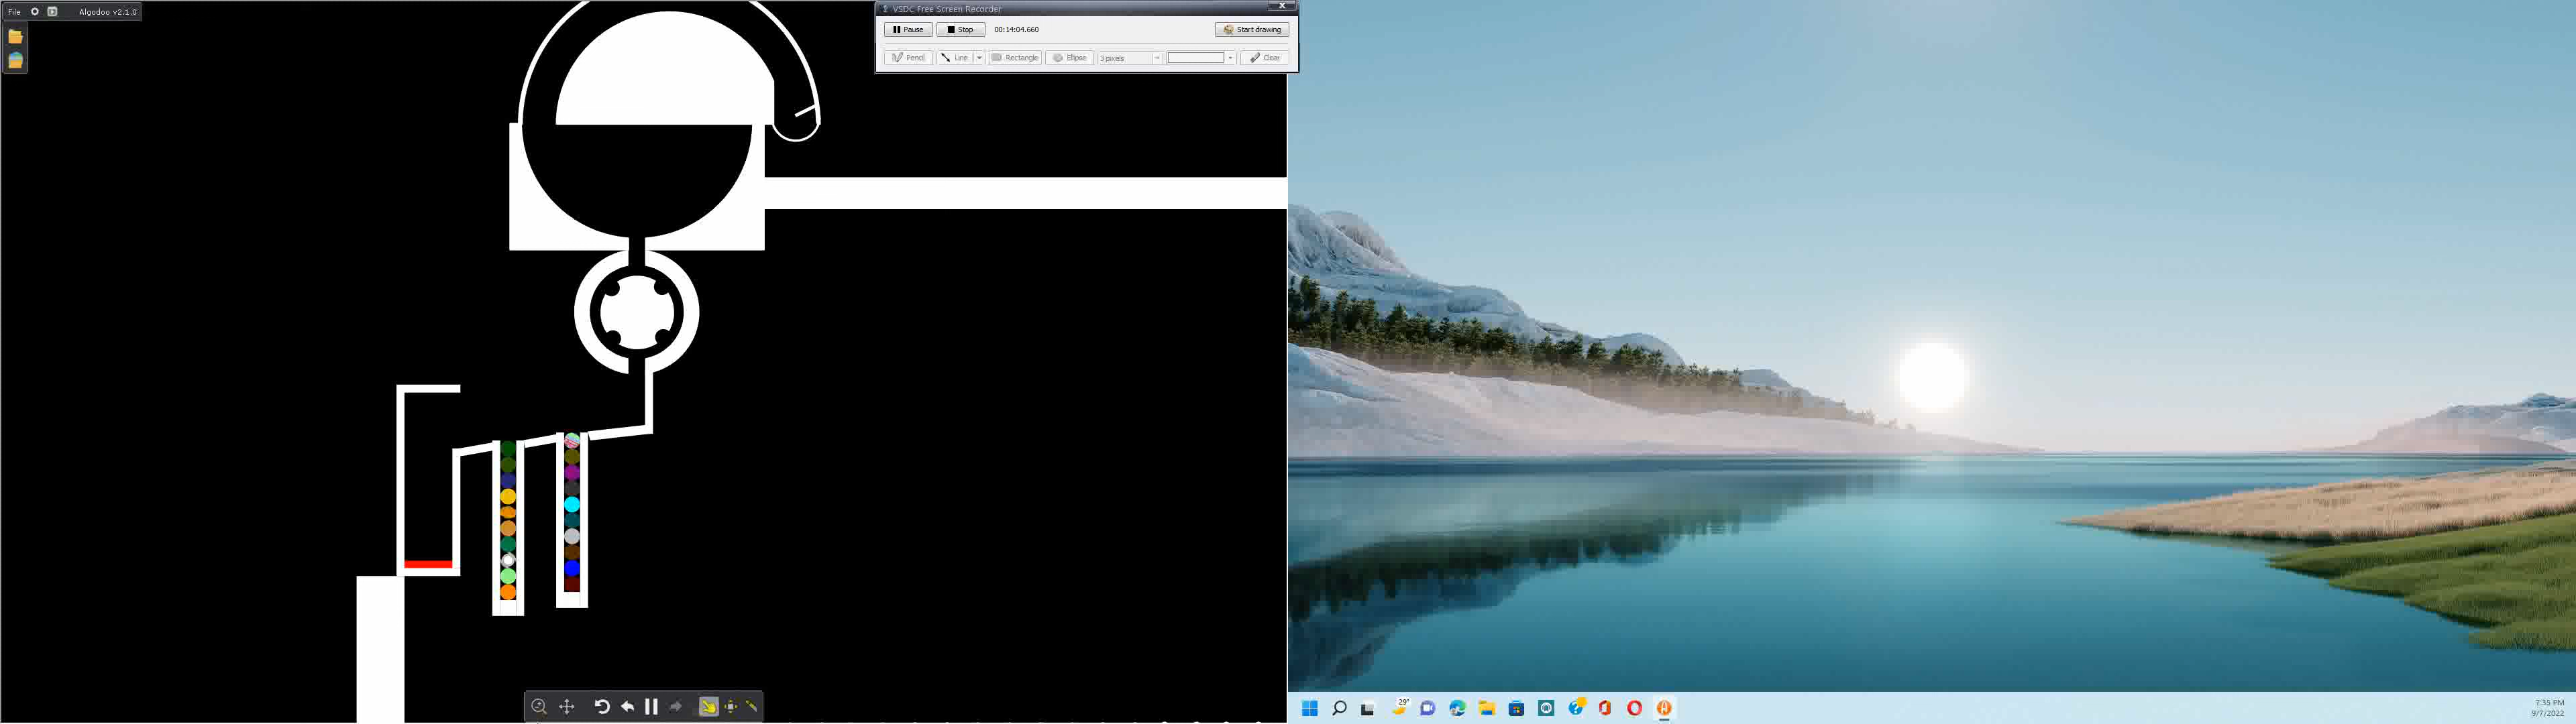 File Algodoo v2.1.0
VSDC Free Screen Recorder
Pause Stop 00:14:04.660 Start drawing
Pencil Line Rectangle Ellipse 3 pixels Clear
29°
7:35 PM
9/7/2022